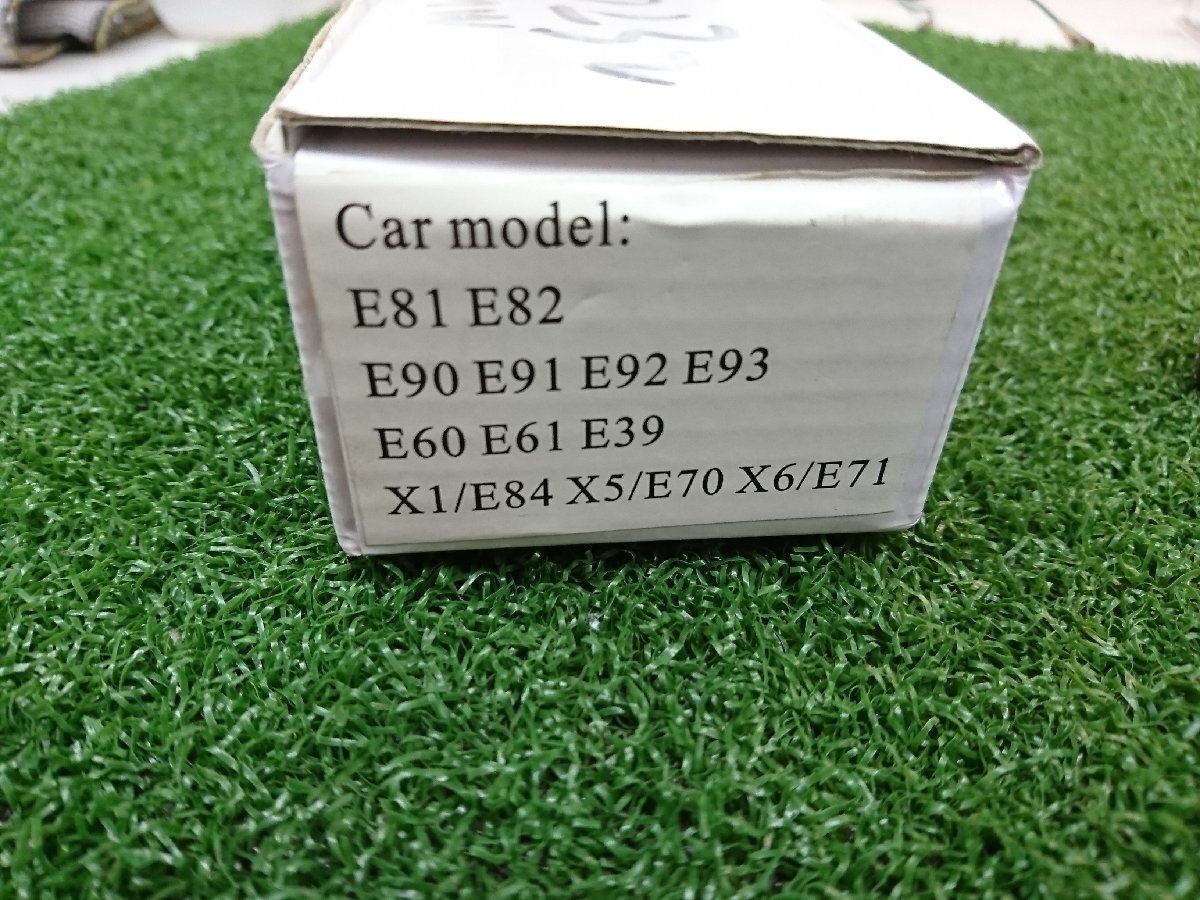 Car model:
E81 E82
E90 E91 E92 E93
E60 E61 E39
X1/E84 X5/E70 X6/E71